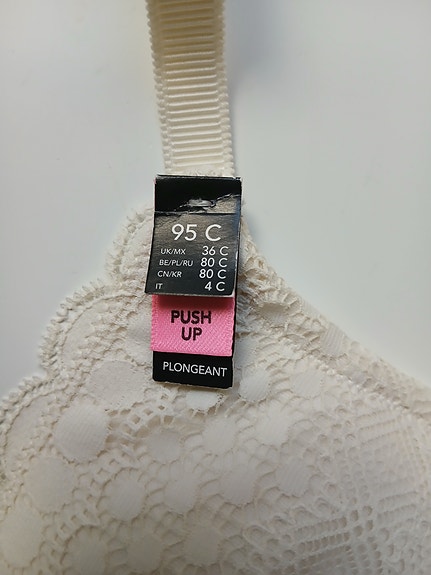 95 C
UK/MX 36 C
BE/PL/RU 80 C
CN/KR 80 C
IT 4 C
PUSH
UP
PLONGEANT